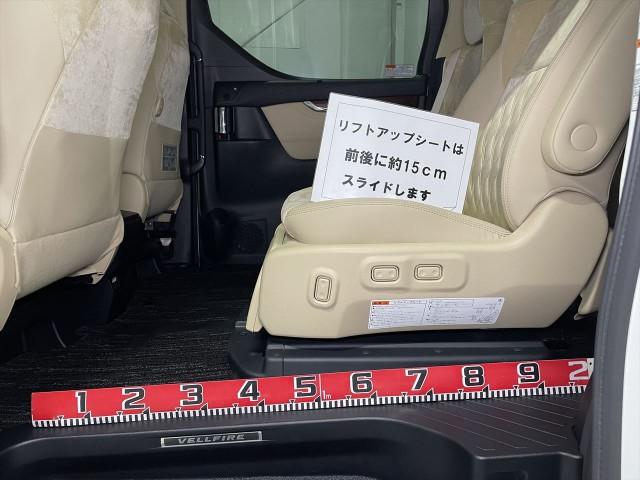 リフトアップシートは
前後に約15cm
スライドします
1 2 3 4 5 1m 6 7 8 9 2
VELLFIRE